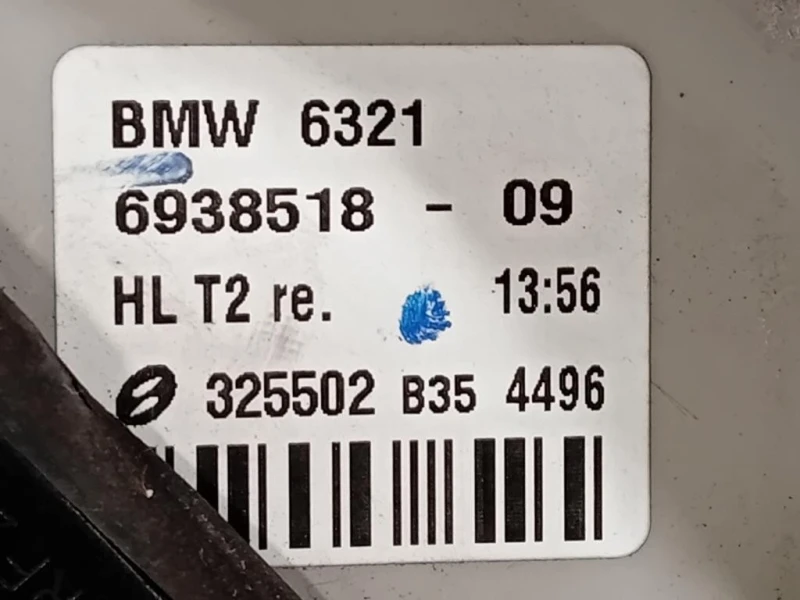 BMW 6321
6938518 - 09
HL T2 re. 13:56
325502 B35 4496